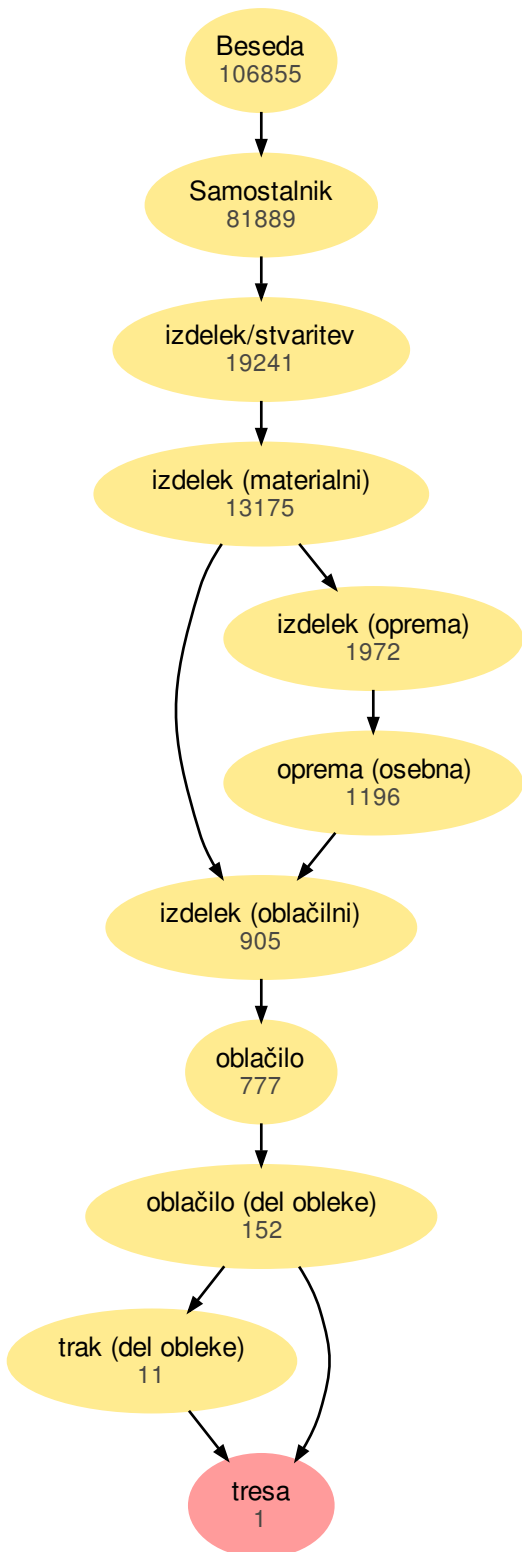 Beseda
106855
Samostalnik
81889
izdelek/stvaritev
19241
izdelek (materialni)
13175
izdelek (oprema)
1972
oprema (osebna)
1196
izdelek (oblačilni)
905
oblačilo
777
oblačilo (del obleke)
152
trak (del obleke)
11
tresa
1